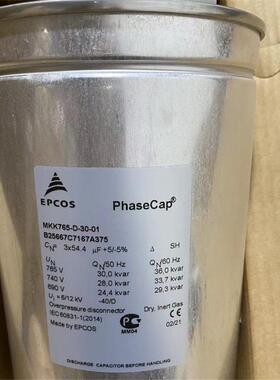 EPCOS
PhaseCap®
MKK765-D-30-01
B25667C7167A375
CN 3x54.4 µF +5/-5% Δ SH
UN QN/50 Hz QN/60 Hz
765 V 30,0 kvar 36,0 kvar
740 V 28,0 kvar 33,7 kvar
690 V 24,4 kvar 29,3 kvar
Ui = 6/12 kV -40/D
Overpressure disconnector
Dry, Inert Gas
IEC 60831-1(2014)
Made by EPCOS
MM04
02/21
DISCHARGE CAPACITOR BEFORE HANDLING